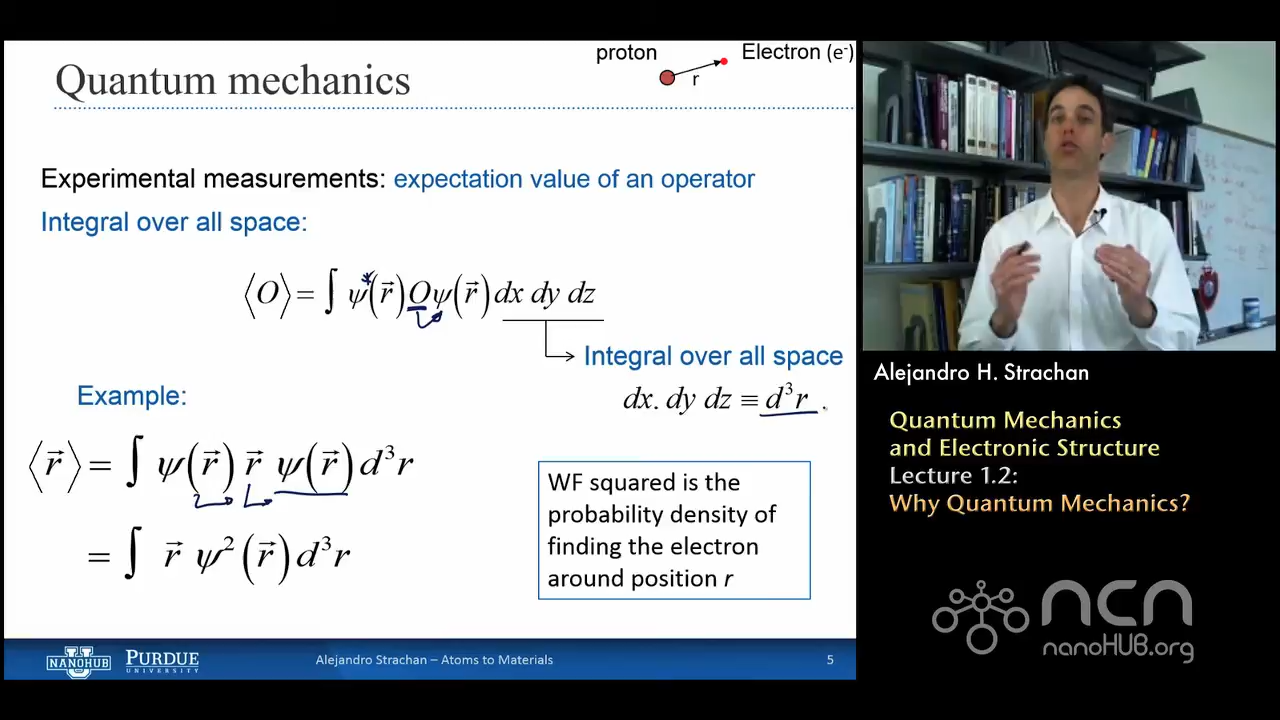 proton Electron (e⁻)
r
Quantum mechanics
Experimental measurements: expectation value of an operator
Integral over all space:
⟨O⟩ = ∫ ψ*(r⃗) O ψ(r⃗) dx dy dz
Integral over all space
dx. dy dz ≡ d³r
Example:
⟨r⃗⟩ = ∫ ψ(r⃗) r⃗ ψ(r⃗) d³r
= ∫ r⃗ ψ²(r⃗) d³r
WF squared is the
probability density of
finding the electron
around position r
NANOHUB
U
PURDUE
UNIVERSITY
Alejandro Strachan – Atoms to Materials
5
Alejandro H. Strachan
Quantum Mechanics
and Electronic Structure
Lecture 1.2:
Why Quantum Mechanics?
ncn
nanoHUB.org